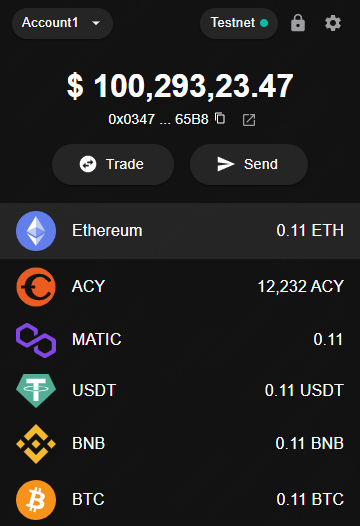 Account1 Testnet
$ 100,293,23.47
0x0347 ... 65B8
Trade Send
Ethereum 0.11 ETH
ACY 12,232 ACY
MATIC 0.11
USDT 0.11 USDT
BNB 0.11 BNB
BTC 0.11 BTC